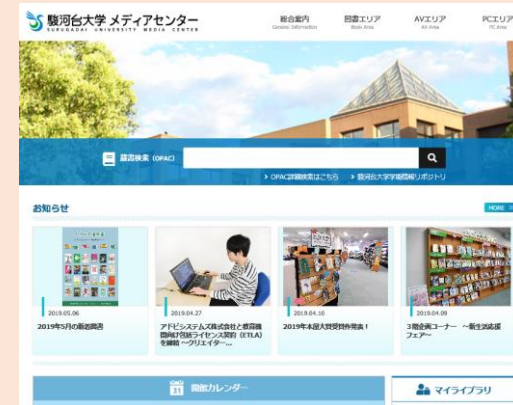 駿河台大学 メディアセンター
SURUGADAI UNIVERSITY MEDIA CENTER
総合案内
General Information
図書エリア
Book Area
AVエリア
AV Area
PCエリア
PC Area
蔵書検索 (OPAC)
OPAC詳細検索はこちら
駿河台大学学術情報リポジトリ
お知らせ
MORE
2019.05.06
2019年5月の新着図書
2019.04.27
アドビシステムズ株式会社と教育機
関向け包括ライセンス契約（ETLA）
を締結 ～クリエイター...
2019.04.10
2019年本屋大賞受賞作発表！
2019.04.09
3階企画コーナー ～新生活応援
フェア～
31
開館カレンダー
マイライブラリ